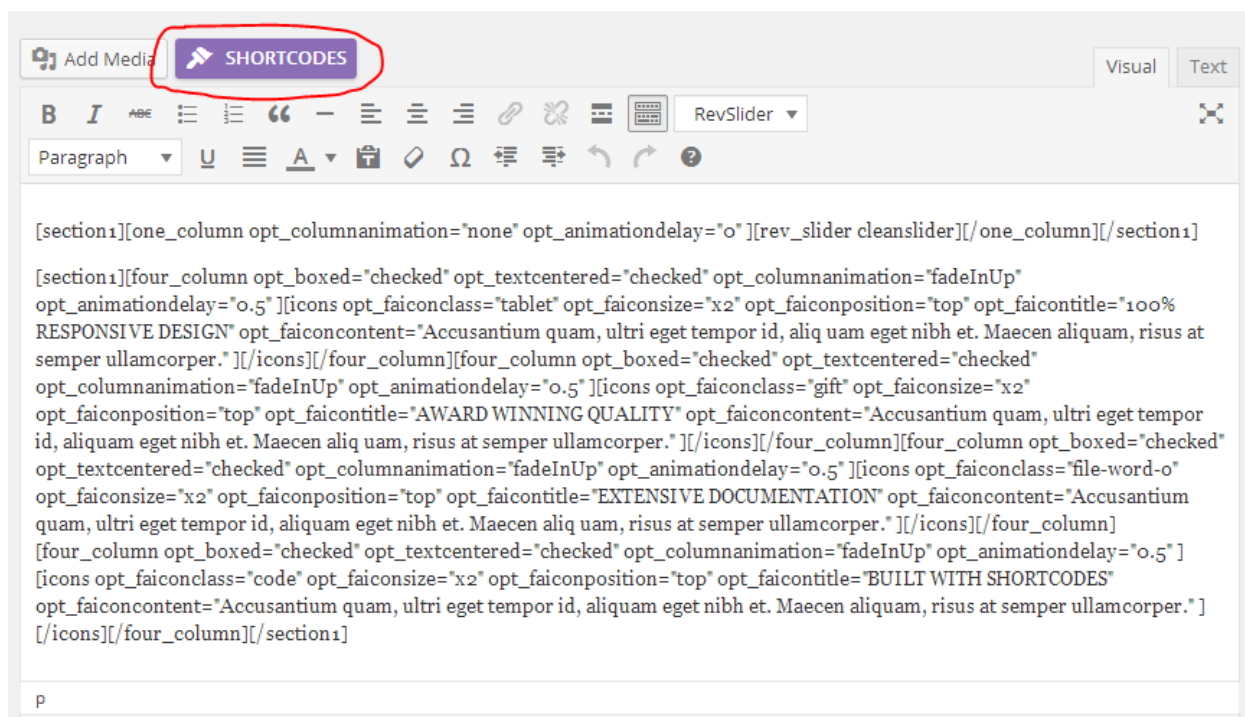 Add Media SHORTCODES
Visual Text
B I ABE RevSlider
Paragraph U A T Ω ?
[section1][one_column opt_columnanimation="none" opt_animationdelay="0" ][rev_slider cleanslider][/one_column][/section1]
[section1][four_column opt_boxed="checked" opt_textcentered="checked" opt_columnanimation="fadeInUp"
opt_animationdelay="0.5" ][icons opt_faiconclass="tablet" opt_faiconsize="x2" opt_faiconposition="top" opt_faicontitle="100%
RESPONSIVE DESIGN" opt_faiconcontent="Accusantium quam, ultri eget tempor id, aliq uam eget nibh et. Maecen aliquam, risus at
semper ullamcorper." ][/icons][/four_column][four_column opt_boxed="checked" opt_textcentered="checked"
opt_columnanimation="fadeInUp" opt_animationdelay="0.5" ][icons opt_faiconclass="gift" opt_faiconsize="x2"
opt_faiconposition="top" opt_faicontitle="AWARD WINNING QUALITY" opt_faiconcontent="Accusantium quam, ultri eget tempor
id, aliquam eget nibh et. Maecen aliq uam, risus at semper ullamcorper." ][/icons][/four_column][four_column opt_boxed="checked"
opt_textcentered="checked" opt_columnanimation="fadeInUp" opt_animationdelay="0.5" ][icons opt_faiconclass="file-word-o"
opt_faiconsize="x2" opt_faiconposition="top" opt_faicontitle="EXTENSIVE DOCUMENTATION" opt_faiconcontent="Accusantium
quam, ultri eget tempor id, aliquam eget nibh et. Maecen aliq uam, risus at semper ullamcorper." ][/icons][/four_column]
[four_column opt_boxed="checked" opt_textcentered="checked" opt_columnanimation="fadeInUp" opt_animationdelay="0.5" ]
[icons opt_faiconclass="code" opt_faiconsize="x2" opt_faiconposition="top" opt_faicontitle="BUILT WITH SHORTCODES"
opt_faiconcontent="Accusantium quam, ultri eget tempor id, aliquam eget nibh et. Maecen aliquam, risus at semper ullamcorper." ]
[/icons][/four_column][/section1]
p